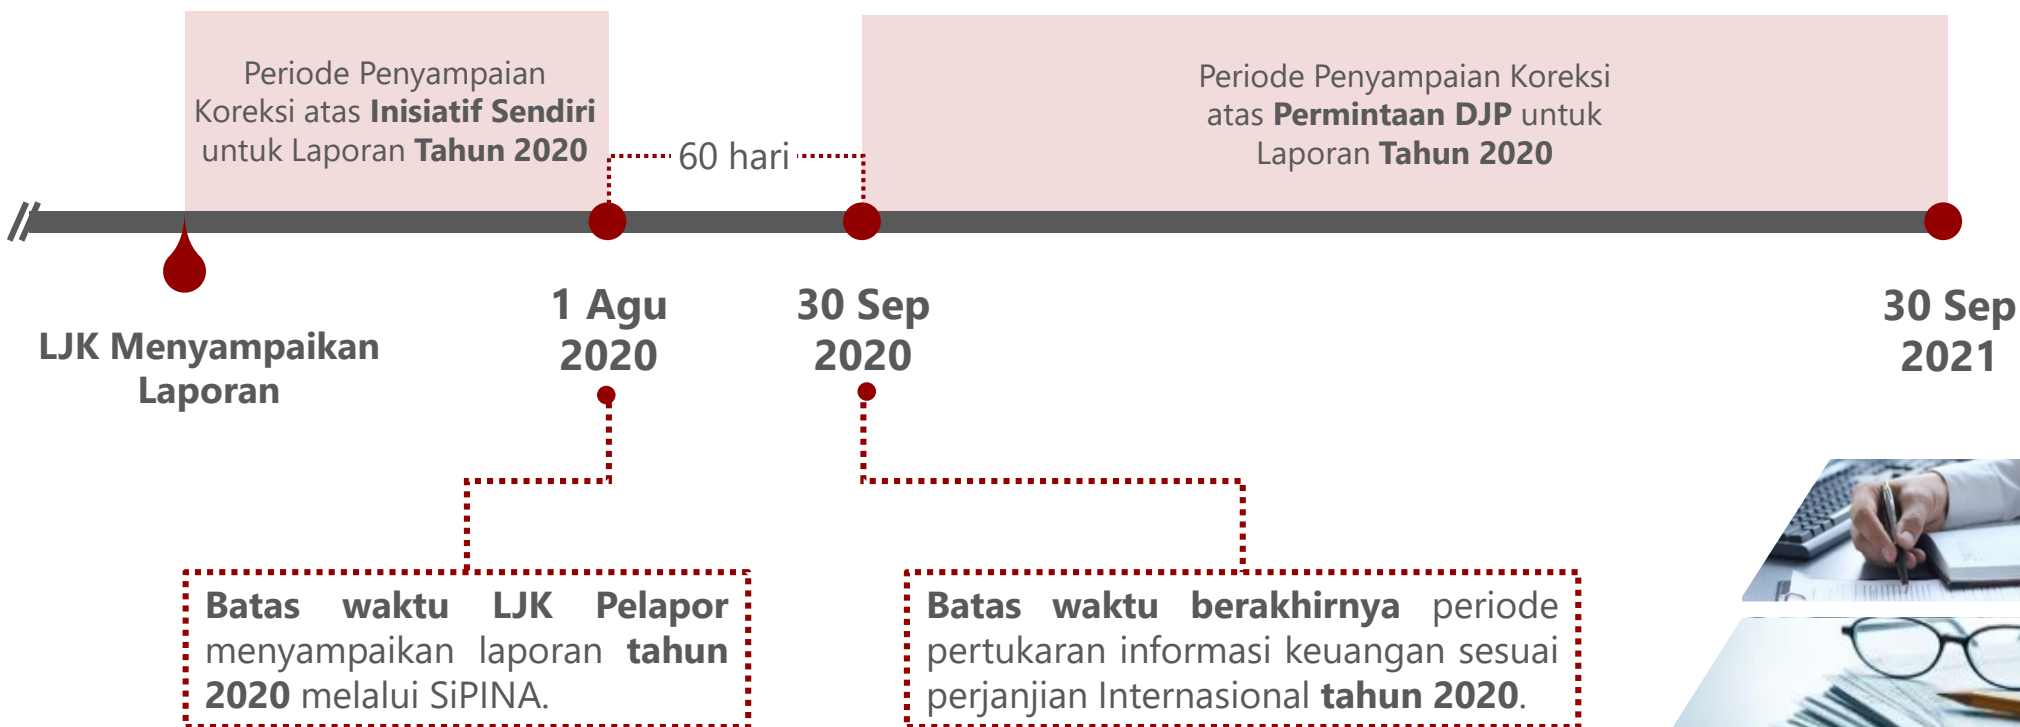 Periode Penyampaian
Koreksi atas Inisiatif Sendiri
untuk Laporan Tahun 2020
60 hari
Periode Penyampaian Koreksi
atas Permintaan DJP untuk
Laporan Tahun 2020
LJK Menyampaikan
Laporan
1 Agu
2020
30 Sep
2020
30 Sep
2021
Batas waktu LJK Pelapor
menyampaikan laporan tahun
2020 melalui SiPINA.
Batas waktu berakhirnya periode
pertukaran informasi keuangan sesuai
perjanjian Internasional tahun 2020.